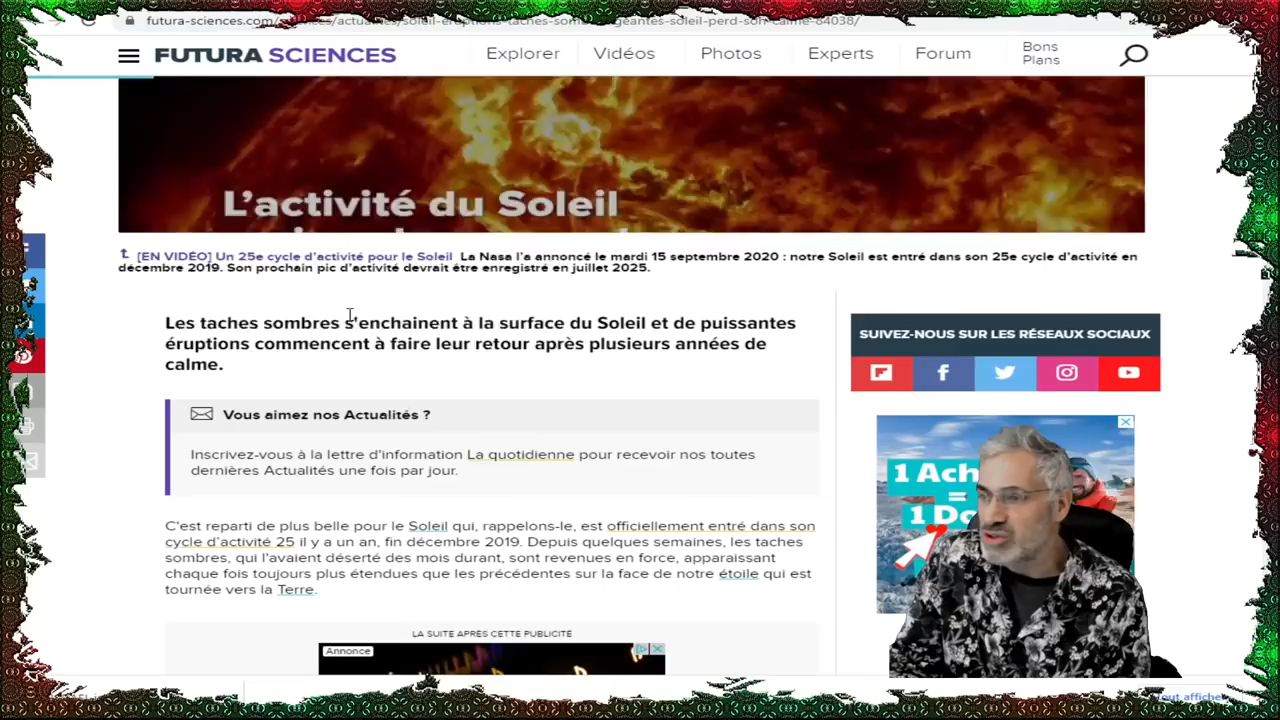 futura-sciences.com/sciences/actualites/soleil-eruptions-taches-sombres-geantes-soleil-perd-son-calme-84038/
FUTURA SCIENCES
Explorer
Vidéos
Photos
Experts
Forum
Bons
Plans
L'activité du Soleil
[EN VIDÉO] Un 25e cycle d'activité pour le Soleil La Nasa l'a annoncé le mardi 15 septembre 2020 : notre Soleil est entré dans son 25e cycle d'activité en
décembre 2019. Son prochain pic d'activité devrait être enregistré en juillet 2025.
Les taches sombres s'enchainent à la surface du Soleil et de puissantes
éruptions commencent à faire leur retour après plusieurs années de
calme.
SUIVEZ-NOUS SUR LES RÉSEAUX SOCIAUX
Vous aimez nos Actualités ?
Inscrivez-vous à la lettre d'information La quotidienne pour recevoir nos toutes
dernières Actualités une fois par jour.
1 Ach
=
1 Do
C'est reparti de plus belle pour le Soleil qui, rappelons-le, est officiellement entré dans son
cycle d'activité 25 il y a un an, fin décembre 2019. Depuis quelques semaines, les taches
sombres, qui l'avaient déserté des mois durant, sont revenues en force, apparaissant
chaque fois toujours plus étendues que les précédentes sur la face de notre étoile qui est
tournée vers la Terre.
LA SUITE APRÈS CETTE PUBLICITÉ
Annonce
out affiche